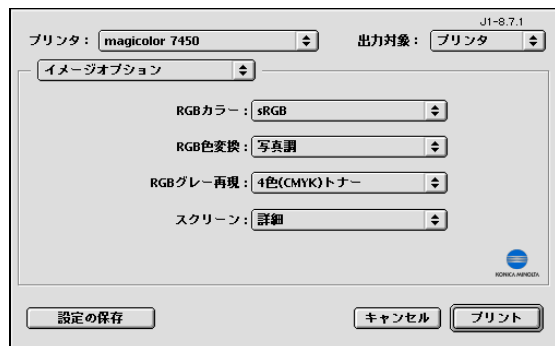 J1-8.7.1
プリンタ： magicolor 7450 出力対象： プリンタ
イメージオプション
RGBカラー： sRGB
RGB色変換： 写真調
RGBグレー再現： 4色(CMYK)トナー
スクリーン： 詳細
KONICA MINOLTA
設定の保存 キャンセル プリント